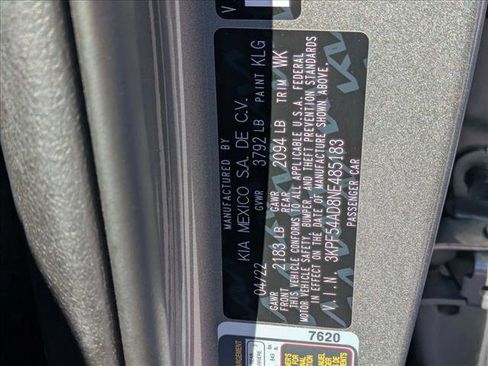 MANUFACTURED BY
KIA MEXICO S.A. DE C.V.
04/22 GVWR 3792 LB PAINT KLG
GAWR FRONT 2183 LB GAWR REAR 2094 LB TRIM WK
THIS VEHICLE CONFORMS TO ALL APPLICABLE U.S.A. FEDERAL
MOTOR VEHICLE SAFETY, BUMPER, AND THEFT PREVENTION STANDARDS
IN EFFECT ON THE DATE OF MANUFACTURE SHOWN ABOVE.
V.I.N. 3KPF54AD8NE485183
PASSENGER CAR
7620
V